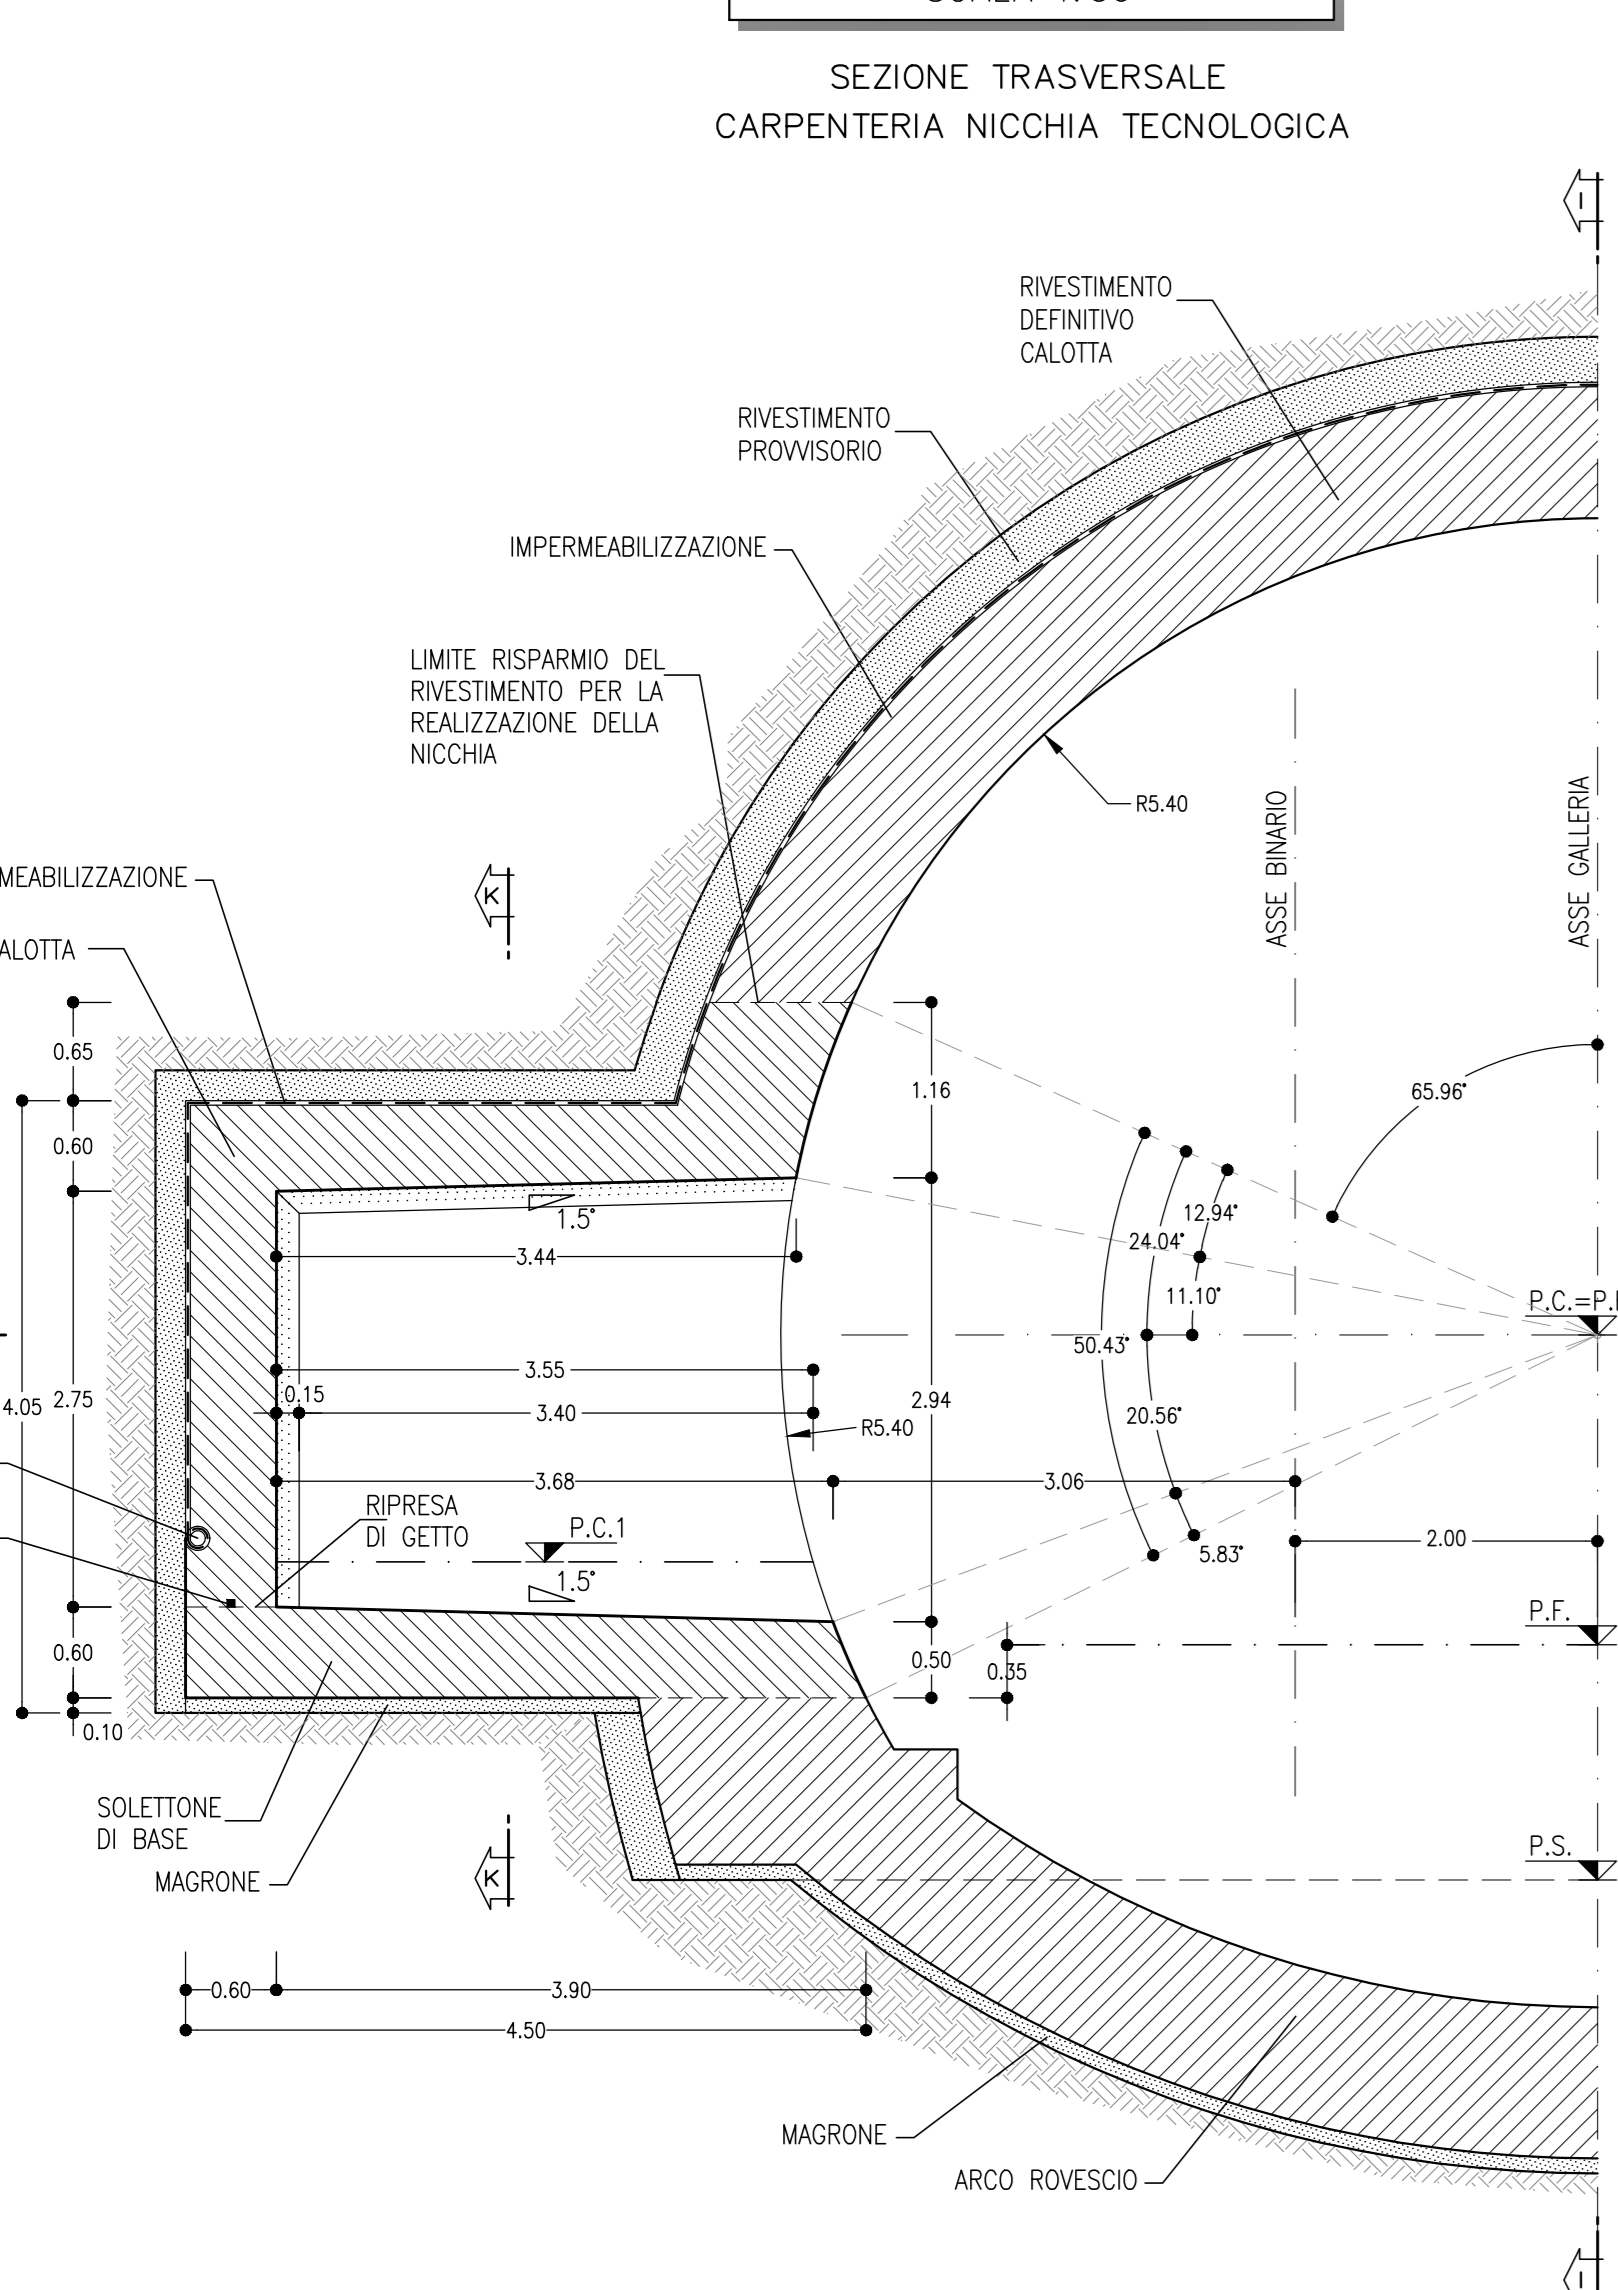 SEZIONE TRASVERSALE
CARPENTERIA NICCHIA TECNOLOGICA
I
RIVESTIMENTO
DEFINITIVO
CALOTTA
RIVESTIMENTO
PROVVISORIO
IMPERMEABILIZZAZIONE
LIMITE RISPARMIO DEL
RIVESTIMENTO PER LA
REALIZZAZIONE DELLA
NICCHIA
R5.40
ASSE BINARIO
ASSE GALLERIA
MEABILIZZAZIONE
K
ALOTTA
0.65
1.16
65.96°
0.60
12.94°
1.5°
24.04°
3.44
11.10°
P.C.=P.
50.43°
3.55
0.15
4.05
2.75
2.94
3.40
20.56°
R5.40
3.68
3.06
RIPRESA
DI GETTO
P.C.1
2.00
5.83°
1.5°
P.F.
0.60
0.50
0.35
0.10
SOLETTONE
DI BASE
P.S.
MAGRONE
K
0.60
3.90
4.50
MAGRONE
ARCO ROVESCIO
I